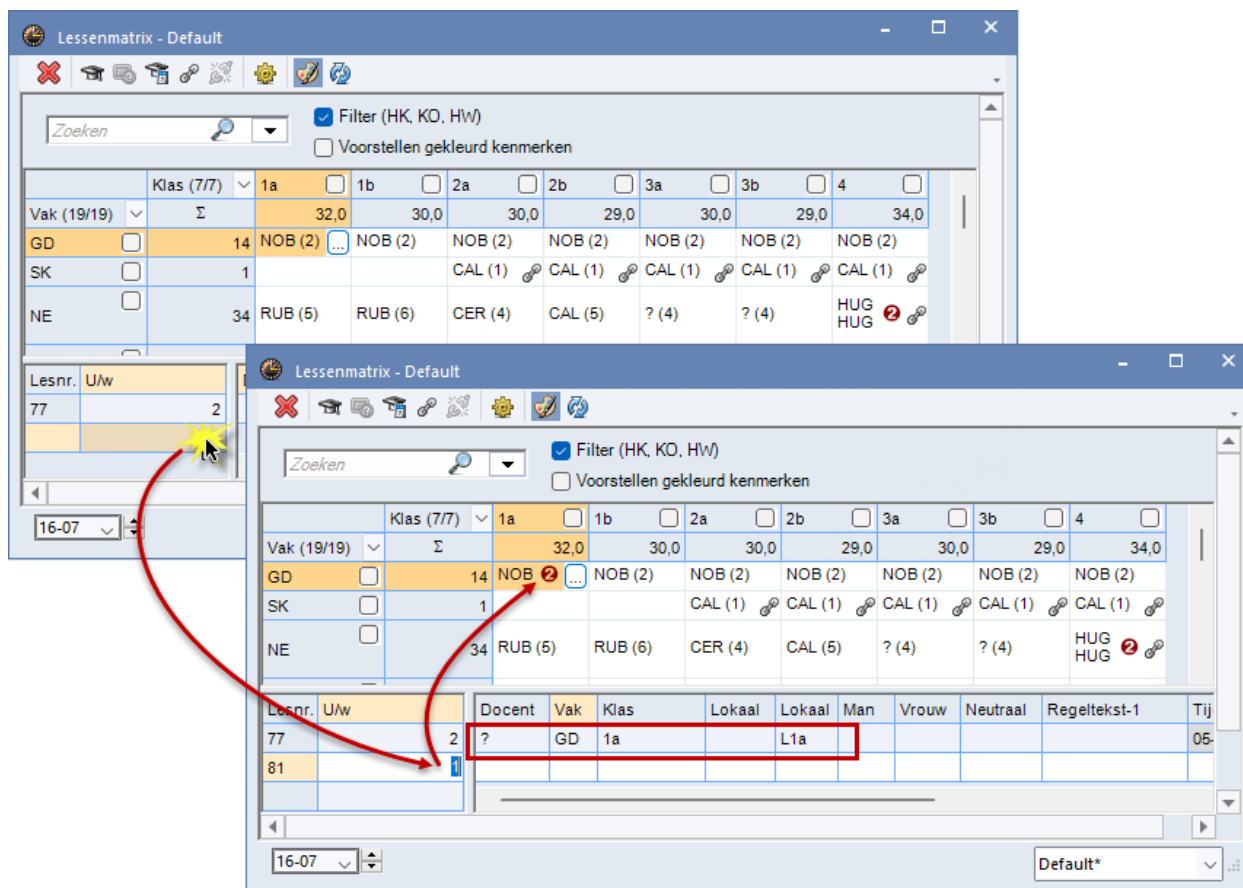 Lessenmatrix - Default
Zoeken
Filter (HK, KO, HW)
Voorstellen gekleurd kenmerken
Klas (7/7) 1a 1b 2a 2b 3a 3b 4
Vak (19/19) Σ 32,0 30,0 30,0 29,0 30,0 29,0 34,0
GD 14 NOB (2) ... NOB (2) NOB (2) NOB (2) NOB (2) NOB (2) NOB (2)
SK 1 CAL (1) CAL (1) CAL (1) CAL (1) CAL (1)
NE 34 RUB (5) RUB (6) CER (4) CAL (5) ? (4) ? (4) HUG 2
HUG
Lesnr. U/w
77 2
16-07
Lessenmatrix - Default
Zoeken
Filter (HK, KO, HW)
Voorstellen gekleurd kenmerken
Klas (7/7) 1a 1b 2a 2b 3a 3b 4
Vak (19/19) Σ 32,0 30,0 30,0 29,0 30,0 29,0 34,0
GD 14 NOB 2 ... NOB (2) NOB (2) NOB (2) NOB (2) NOB (2) NOB (2)
SK 1 CAL (1) CAL (1) CAL (1) CAL (1) CAL (1)
NE 34 RUB (5) RUB (6) CER (4) CAL (5) ? (4) ? (4) HUG 2
HUG
Lesnr. U/w Docent Vak Klas Lokaal Lokaal Man Vrouw Neutraal Regeltekst-1
77 2 ? GD 1a L1a 05-
81 1
16-07 Default*